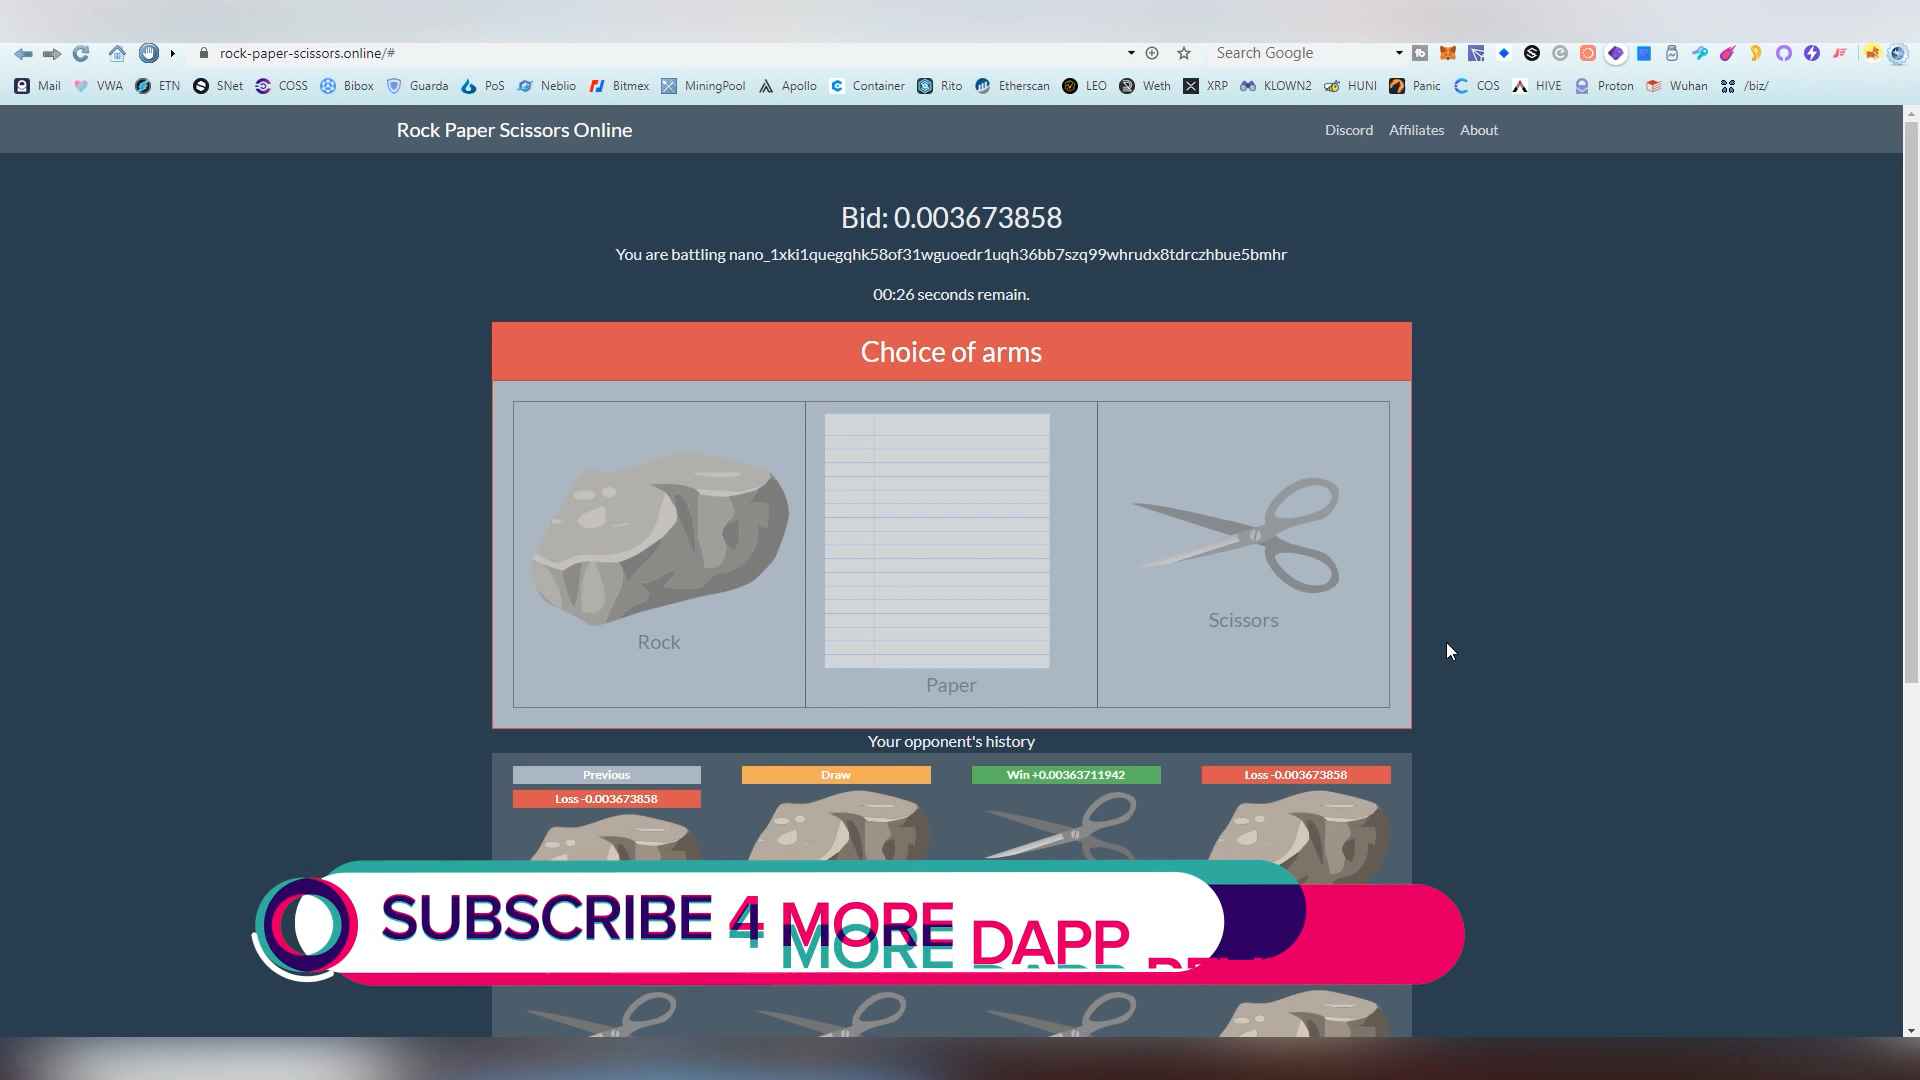 rock-paper-scissors.online/#
Search Google
Mail VWA ETN SNet COSS Bibox Guarda PoS Neblio Bitmex MiningPool Apollo Container Rito Etherscan LEO Weth XRP KLOWN2 HUNI Panic COS HIVE Proton Wuhan /biz/
Rock Paper Scissors Online
Discord Affiliates About
Bid: 0.003673858
You are battling nano_1xki1quegqhk58of31wguoedr1uqh36bb7szq99whrudx8tdrczhbue5bmhr
00:26 seconds remain.
Choice of arms
Rock
Paper
Scissors
Your opponent's history
Previous
Loss -0.003673858
Draw
Win +0.00363711942
Loss -0.003673858
SUBSCRIBE 4 MORE DAPP